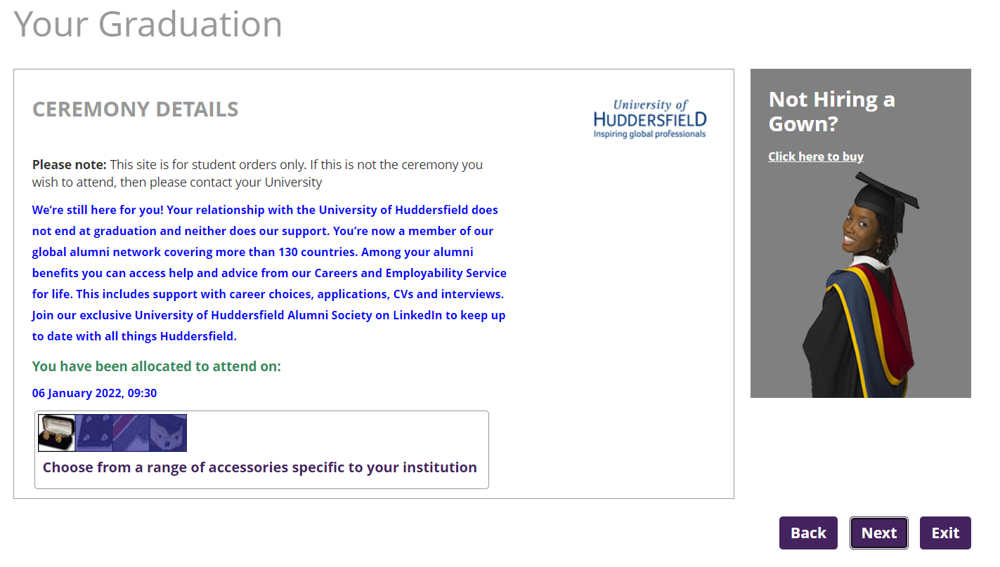 Your Graduation
CEREMONY DETAILS
University of
HUDDERSFIELD
Inspiring global professionals
Please note: This site is for student orders only. If this is not the ceremony you
wish to attend, then please contact your University
We’re still here for you! Your relationship with the University of Huddersfield does
not end at graduation and neither does our support. You’re now a member of our
global alumni network covering more than 130 countries. Among your alumni
benefits you can access help and advice from our Careers and Employability Service
for life. This includes support with career choices, applications, CVs and interviews.
Join our exclusive University of Huddersfield Alumni Society on LinkedIn to keep up
to date with all things Huddersfield.
You have been allocated to attend on:
06 January 2022, 09:30
Choose from a range of accessories specific to your institution
Not Hiring a
Gown?
Click here to buy
Back
Next
Exit